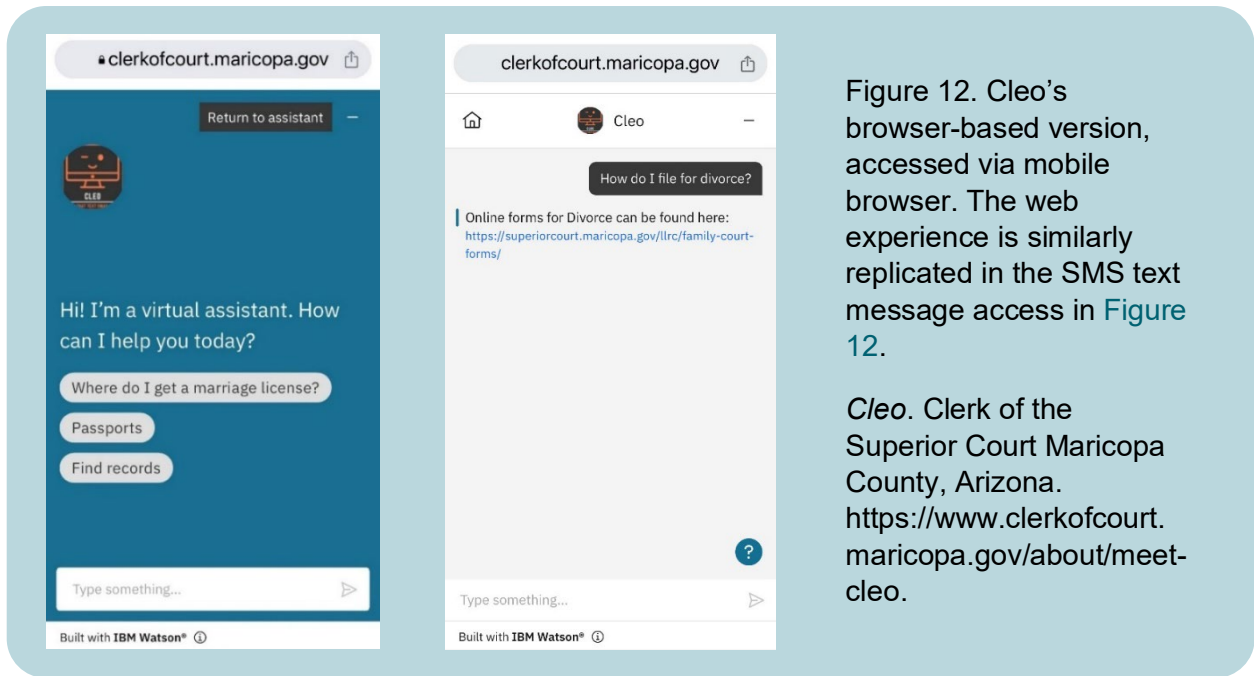 clerkofcourt.maricopa.gov
Return to assistant
CLEO
Hi! I'm a virtual assistant. How
can I help you today?
Where do I get a marriage license?
Passports
Find records
Type something...
Built with IBM Watson®
clerkofcourt.maricopa.gov
Cleo
How do I file for divorce?
Online forms for Divorce can be found here:
https://superiorcourt.maricopa.gov/llrc/family-court-
forms/
?
Type something...
Built with IBM Watson®
Figure 12. Cleo's
browser-based version,
accessed via mobile
browser. The web
experience is similarly
replicated in the SMS text
message access in Figure
12.
Cleo. Clerk of the
Superior Court Maricopa
County, Arizona.
https://www.clerkofcourt.
maricopa.gov/about/meet-
cleo.